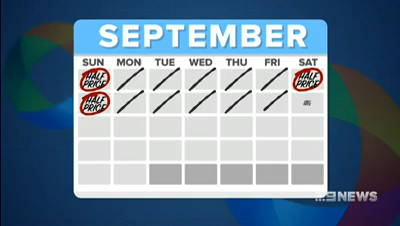 SEPTEMBER
SUN MON TUE WED THU FRI SAT
HALF PRICE HALF PRICE
HALF PRICE
9NEWS